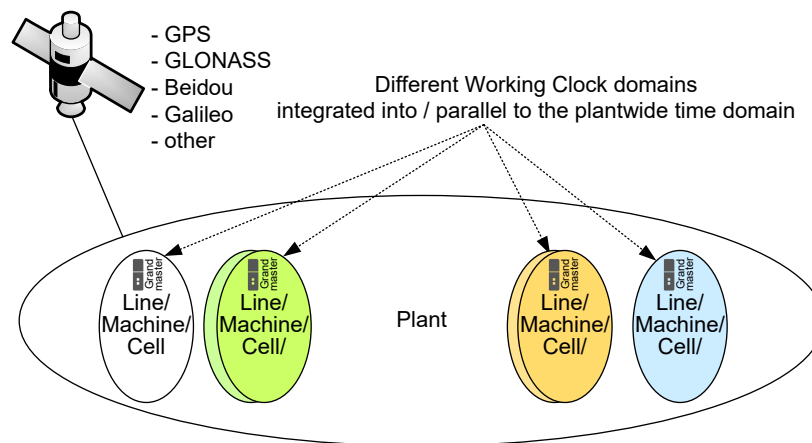 - GPS
- GLONASS
- Beidou
- Galileo
- other
Different Working Clock domains
integrated into / parallel to the plantwide time domain
Grand
master
Line/
Machine/
Cell
Grand
master
Line/
Machine/
Cell/
Plant
Grand
master
Line/
Machine/
Cell/
Grand
master
Line/
Machine/
Cell/